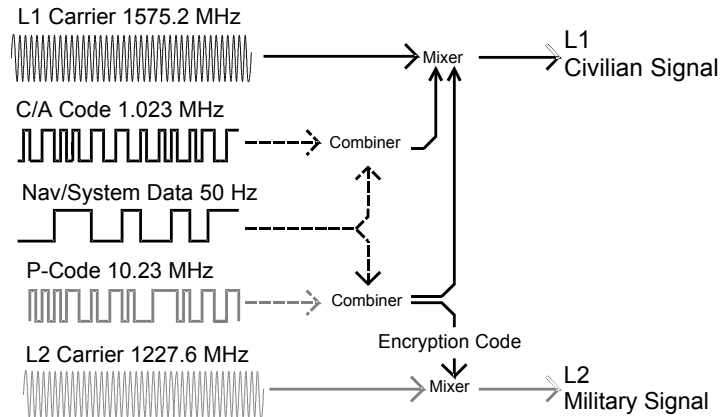 L1 Carrier 1575.2 MHz
Mixer
L1
Civilian Signal
C/A Code 1.023 MHz
Combiner
Nav/System Data 50 Hz
P-Code 10.23 MHz
Combiner
Encryption Code
L2 Carrier 1227.6 MHz
Mixer
L2
Military Signal